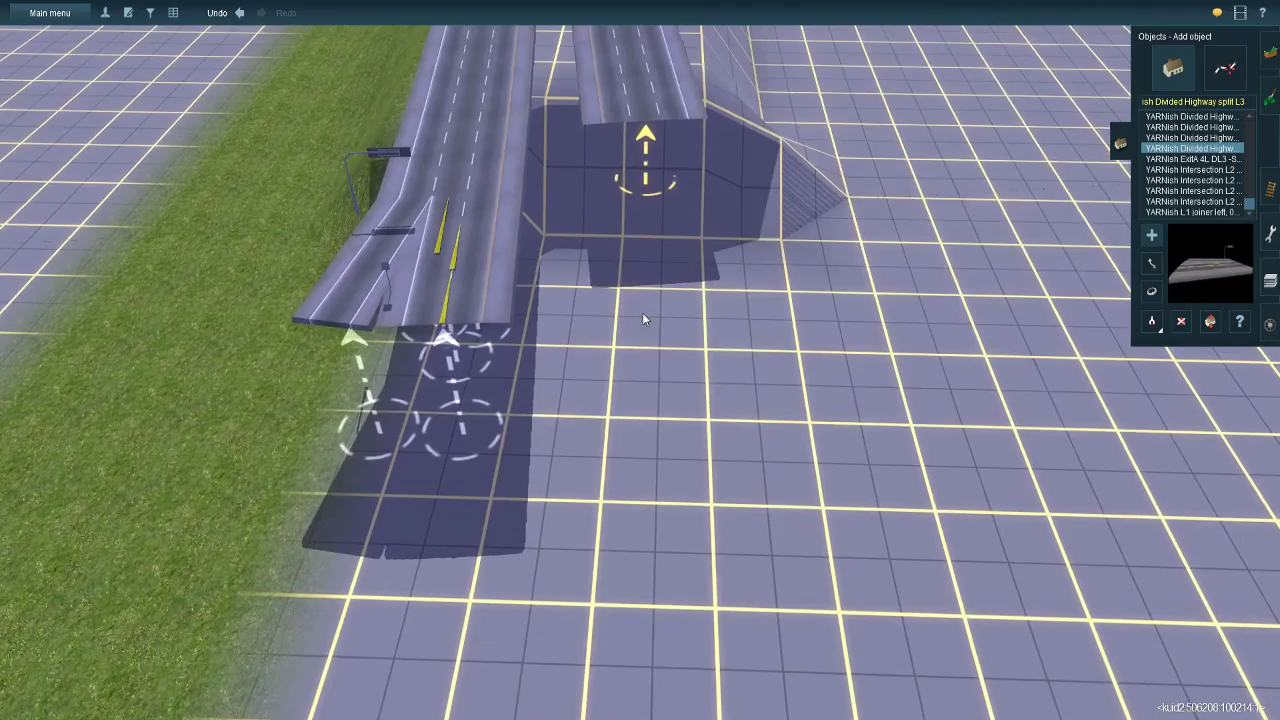 Main menu
Undo
Redo
?
Objects - Add object
ish Divided Highway split L3
YARNish Divided Highw...
YARNish Divided Highw...
YARNish Divided Highw...
YARNish Divided Highw...
YARNish ExitA 4L DL3 -S...
YARNish Intersection L2 ...
YARNish Intersection L2 ...
YARNish Intersection L2 ...
YARNish Intersection L2 ...
YARNish L1 joiner left, 0...
?